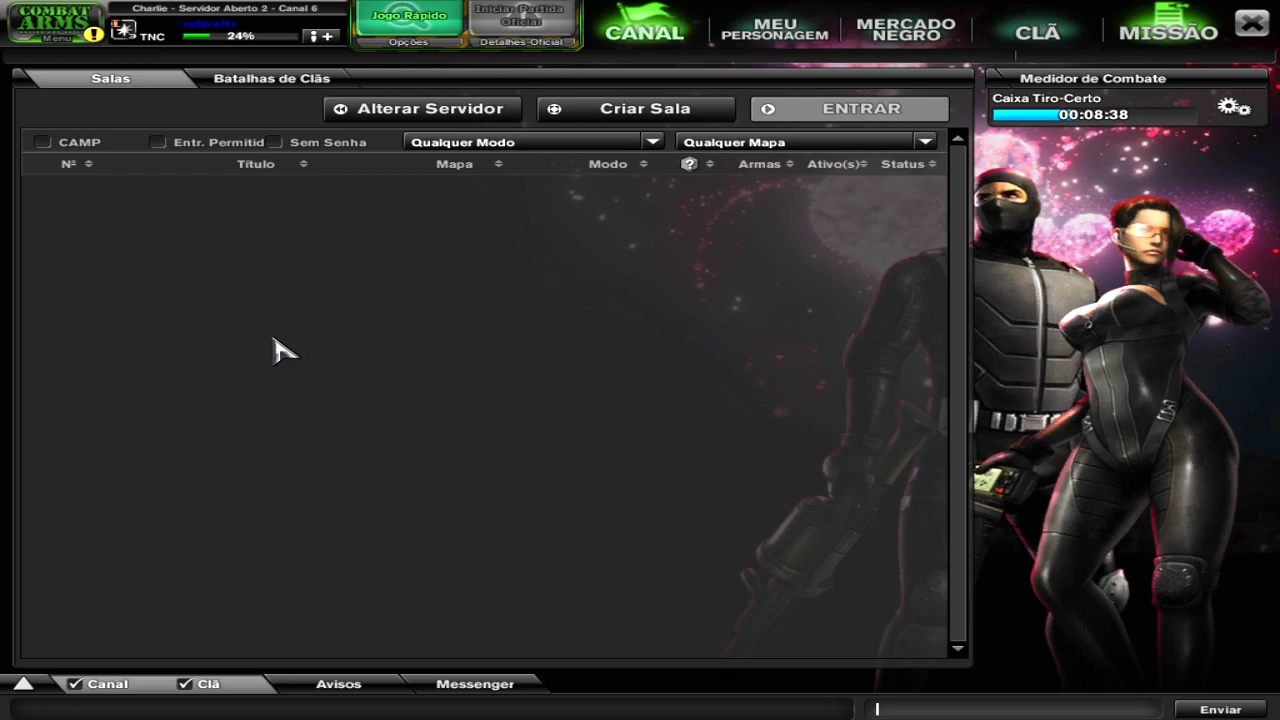 COMBAT ARMS
Menu
Charlie - Servidor Aberto 2 - Canal 6
TNC
24%
Jogo Rápido
Opções
Iniciar Partida Oficial
Detalhes-Oficial
CANAL
MEU PERSONAGEM
MERCADO NEGRO
CLÃ
MISSÃO
Salas
Batalhas de Clãs
Medidor de Combate
Caixa Tiro-Certo
00:08:38
Alterar Servidor
Criar Sala
ENTRAR
CAMP
Entr. Permitid
Sem Senha
Qualquer Modo
Qualquer Mapa
Nº
Título
Mapa
Modo
?
Armas
Ativo(s)
Status
Canal
Clã
Avisos
Messenger
Enviar